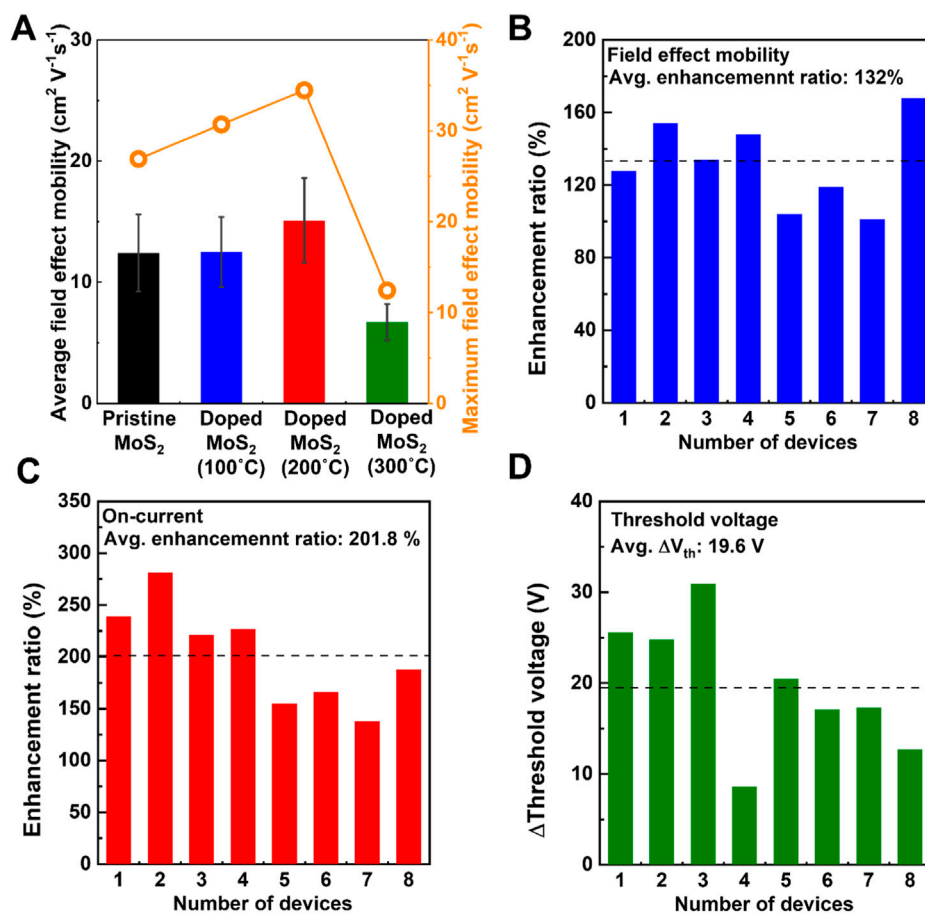 A
Average field effect mobility (cm² V⁻¹s⁻¹)
30
20
10
0
40
30
20
10
0
Maximum field effect mobility (cm² V⁻¹s⁻¹)
Pristine MoS₂
Doped MoS₂ (100°C)
Doped MoS₂ (200°C)
Doped MoS₂ (300°C)
B
Field effect mobility
Avg. enhancemennt ratio: 132%
Enhancement ratio (%)
200
160
120
80
40
0
1 2 3 4 5 6 7 8
Number of devices
C
On-current
Avg. enhancemennt ratio: 201.8 %
Enhancement ratio (%)
350
300
250
200
150
100
50
0
1 2 3 4 5 6 7 8
Number of devices
D
Threshold voltage
Avg. ΔVth: 19.6 V
ΔThreshold voltage (V)
40
30
20
10
0
1 2 3 4 5 6 7 8
Number of devices